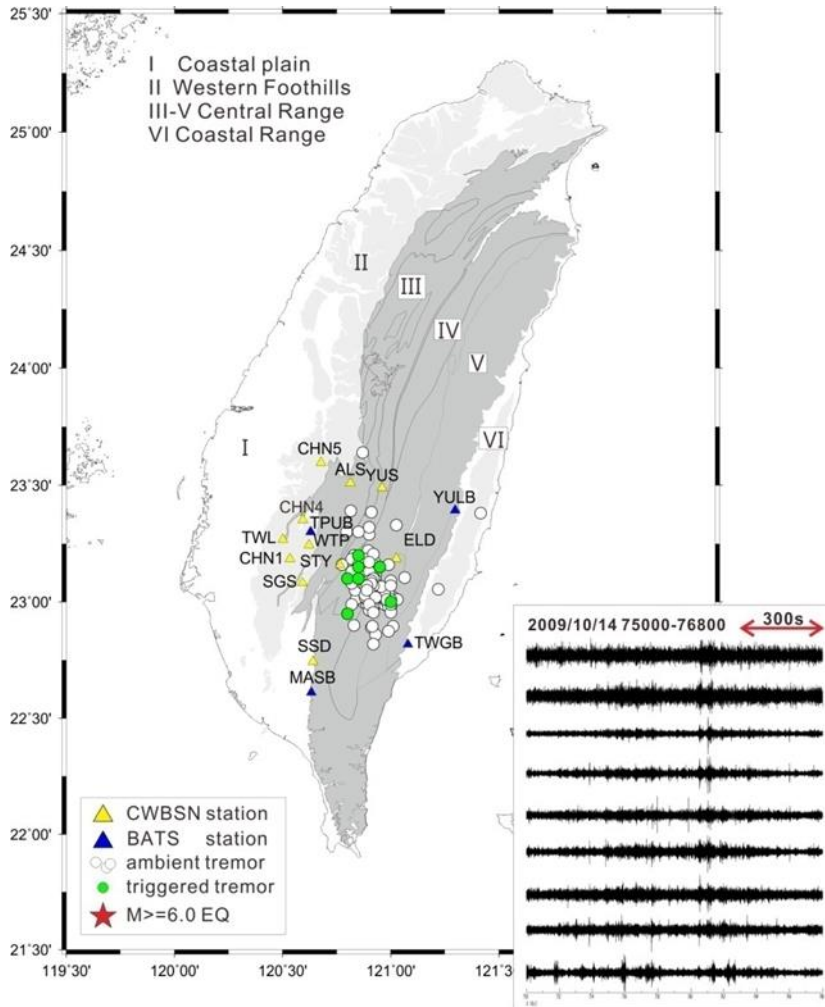 25˚30'
I Coastal plain
II Western Foothills
III-V Central Range
VI Coastal Range
25˚00'
24˚30'
II
III
IV
24˚00'
V
I
VI
CHN5
ALS
YUS
23˚30'
YULB
CHN4
TPUB
TWL
WTP
ELD
CHN1
STY
SGS
23˚00'
2009/10/14 75000-76800
300s
SSD
TWGB
MASB
22˚30'
CWBSN station
22˚00'
BATS station
ambient tremor
triggered tremor
M>=6.0 EQ
21˚30'
119˚30'
120˚00'
120˚30'
121˚00'
121˚3